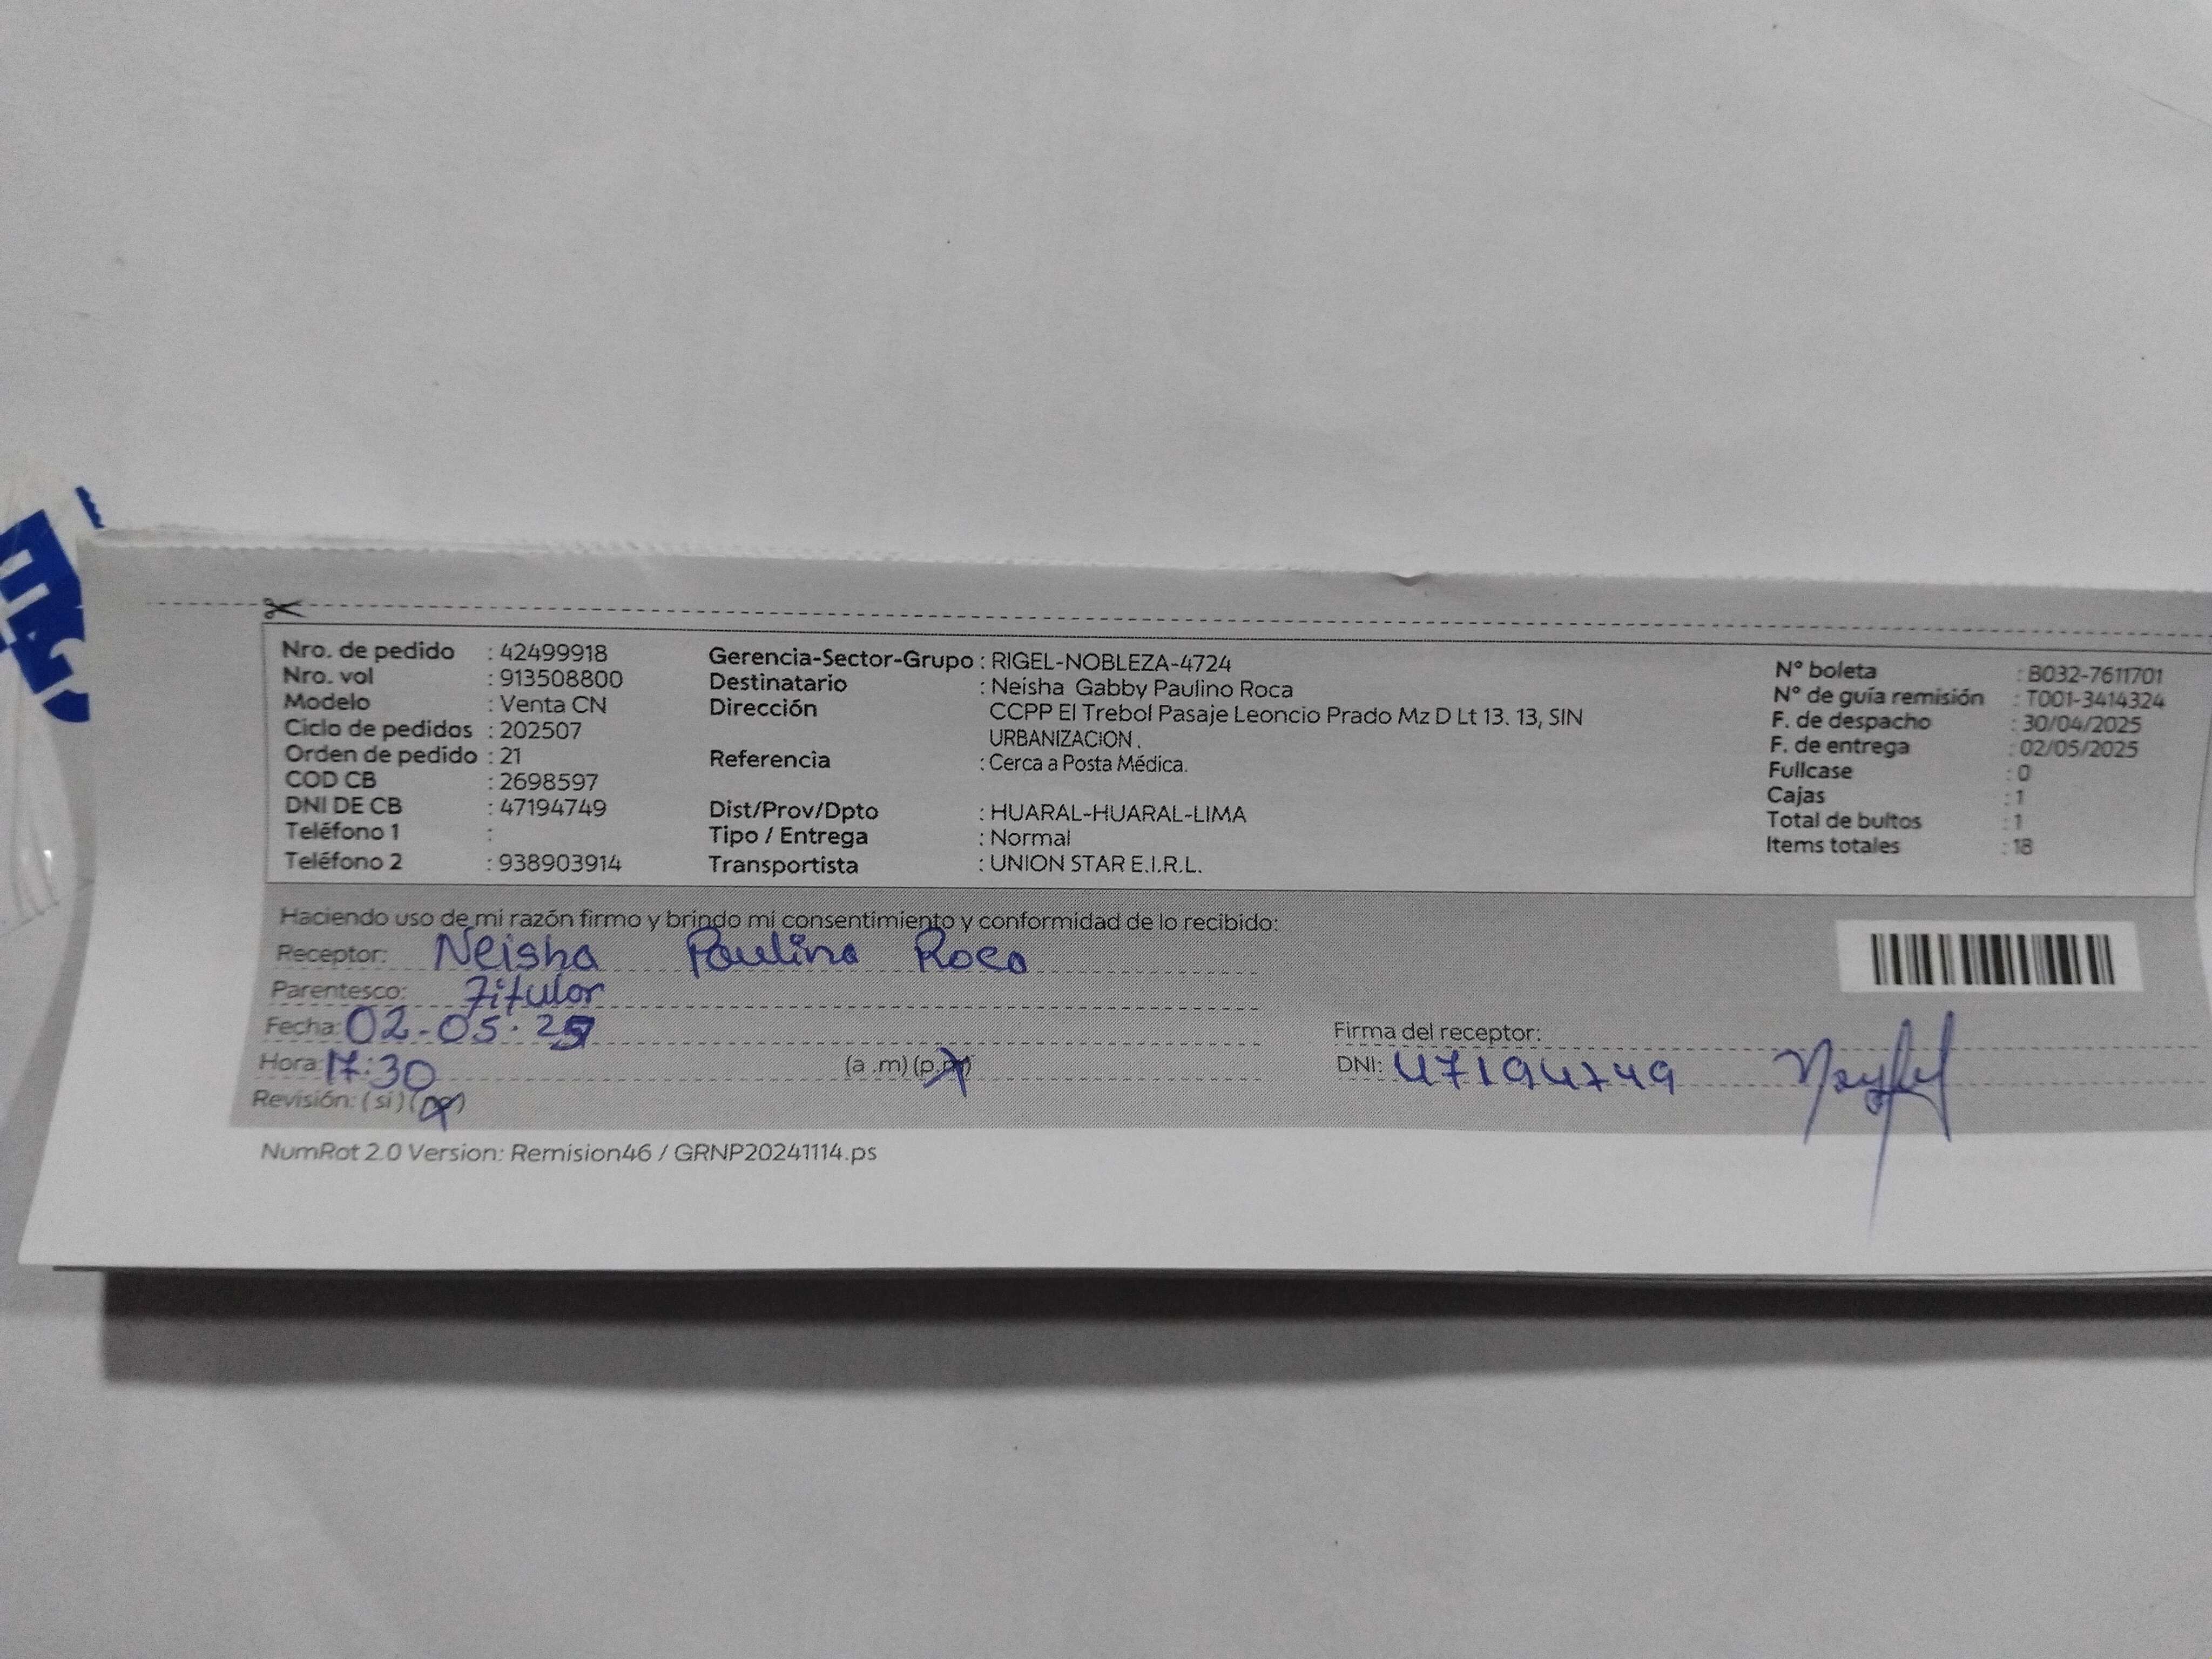 Nro. de pedido : 42499918
Nro. vol : 913508800
Modelo : Venta CN
Ciclo de pedidos : 202507
Orden de pedido : 21
COD CB : 2698597
DNI DE CB : 47194749
Teléfono 1 :
Teléfono 2 : 938903914
Gerencia-Sector-Grupo : RIGEL-NOBLEZA-4724
Destinatario : Neisha Gabby Paulino Roca
Dirección CCPP El Trebol Pasaje Leoncio Prado Mz D Lt 13. 13, SIN
URBANIZACION .
Referencia : Cerca a Posta Médica.
Dist/Prov/Dpto : HUARAL-HUARAL-LIMA
Tipo / Entrega : Normal
Transportista : UNION STAR E.I.R.L.
N° boleta : B032-7611701
N° de guía remisión : T001-3414324
F. de despacho : 30/04/2025
F. de entrega : 02/05/2025
Fullcase : 0
Cajas : 1
Total de bultos : 1
Items totales : 18
Haciendo uso de mi razón firmo y brindo mi consentimiento y conformidad de lo recibido:
Receptor: Neisha Paulino Roca
Parentesco: Titular
Fecha: 02-05-25
Hora: 17:30 (a .m) (p.m)
Revisión: (si) (no)
Firma del receptor:
DNI: 47194749
NumRot 2.0 Version: Remision46 / GRNP20241114.ps